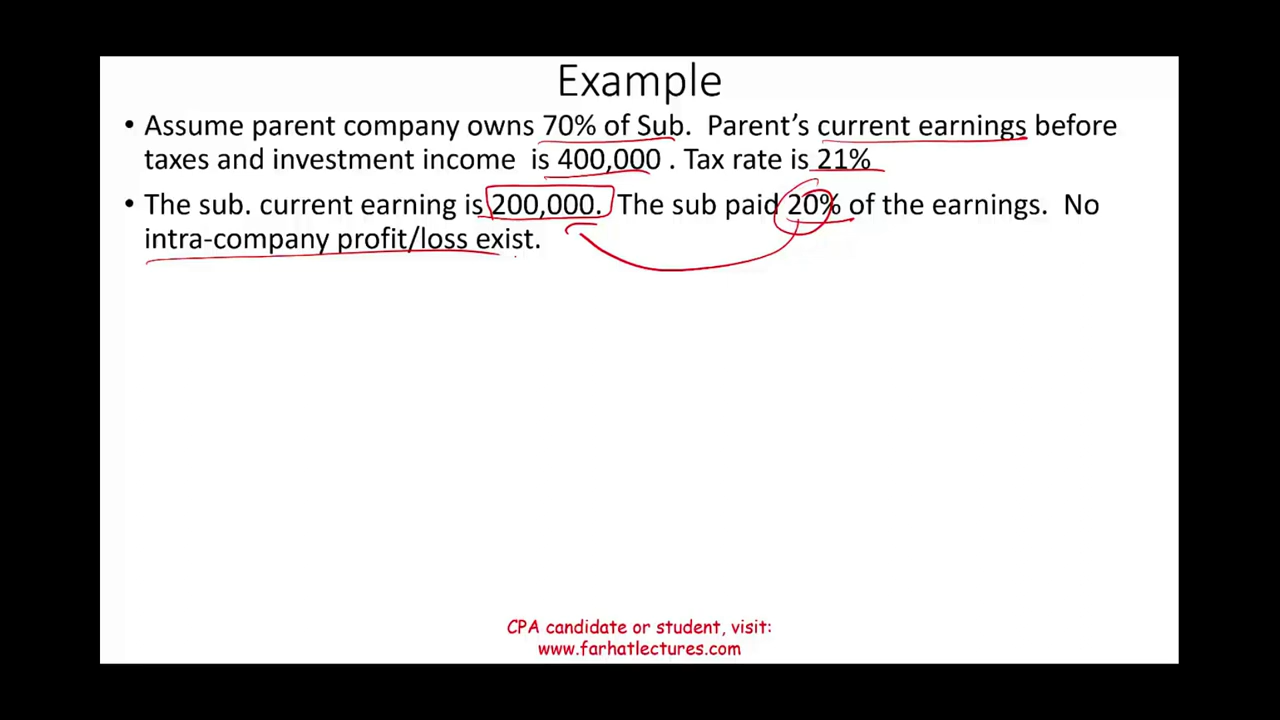 Example
• Assume parent company owns 70% of Sub. Parent’s current earnings before
taxes and investment income is 400,000 . Tax rate is 21%
• The sub. current earning is 200,000. The sub paid 20% of the earnings. No
intra-company profit/loss exist.
CPA candidate or student, visit:
www.farhatlectures.com